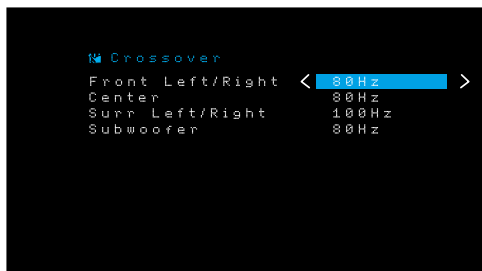 Crossover
Front Left/Right < 80Hz >
Center 80Hz
Surr Left/Right 100Hz
Subwoofer 80Hz